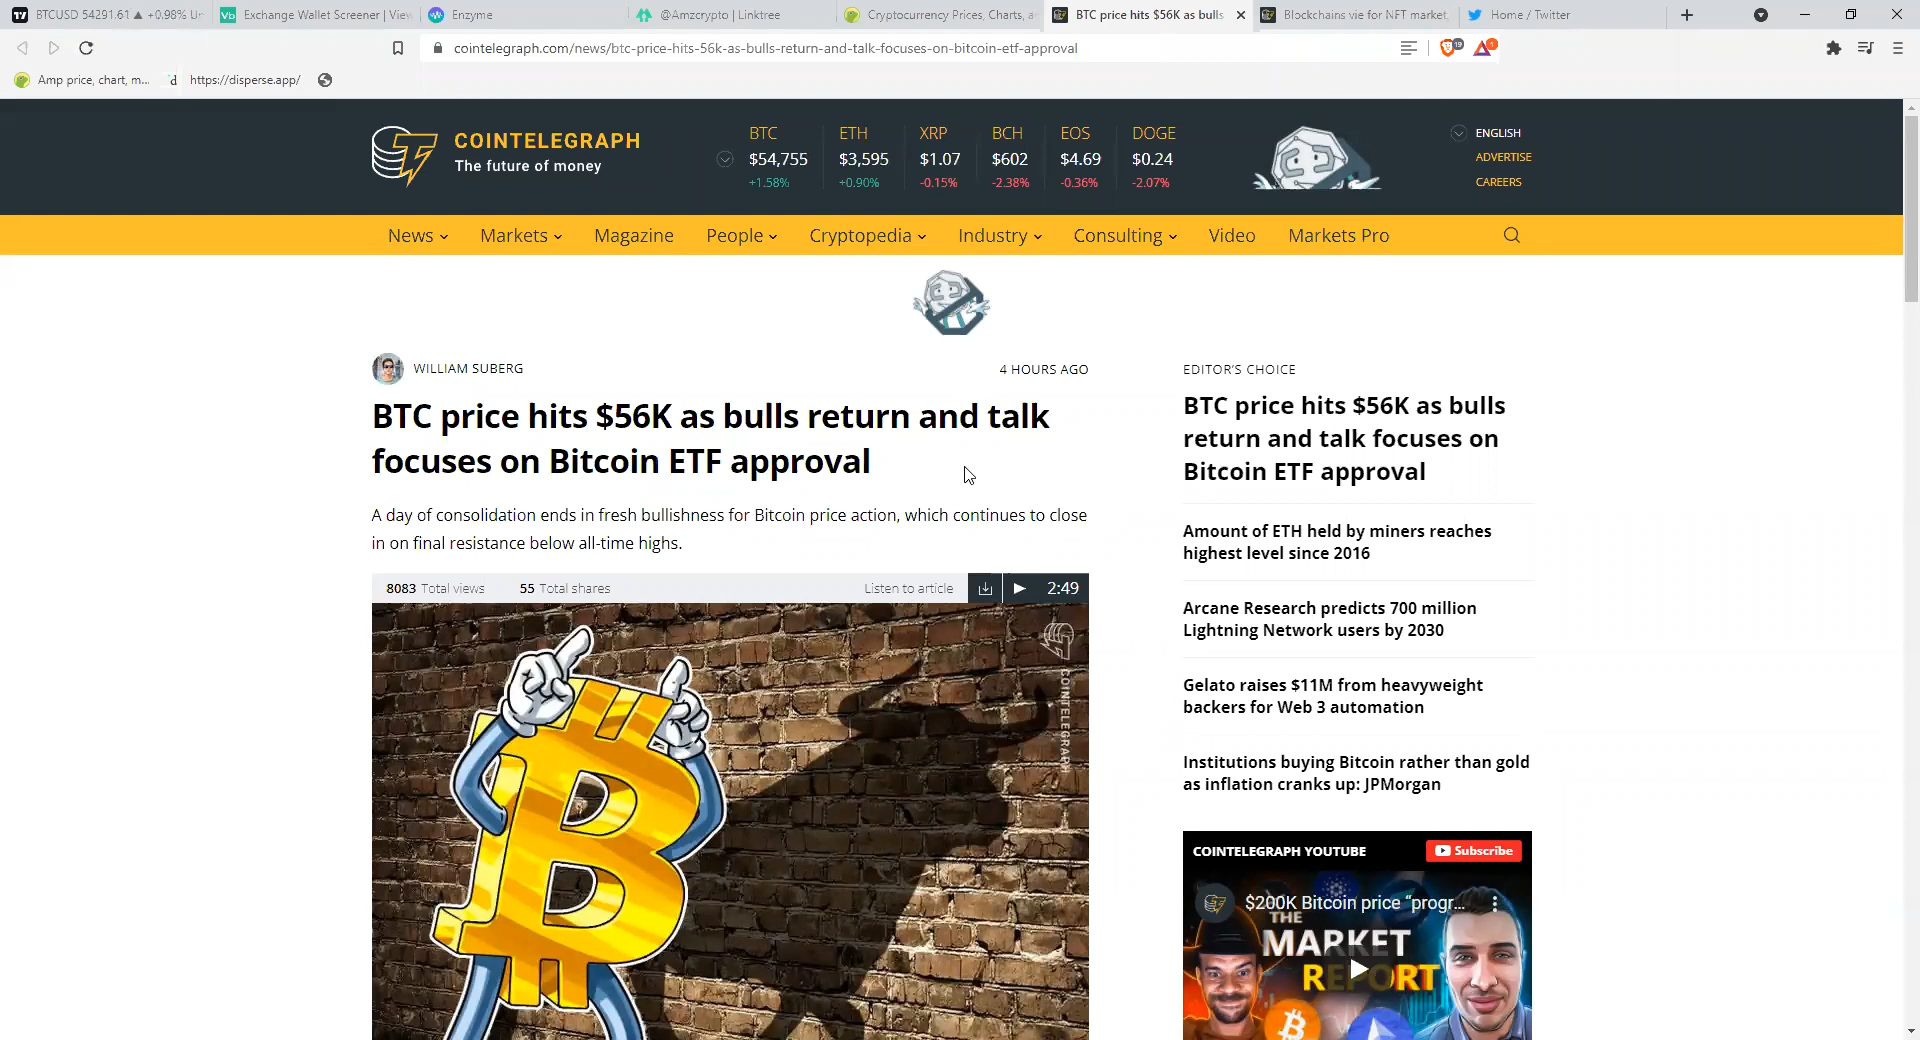 BTCUSD 54291.61 ▲ +0.98% Un
Exchange Wallet Screener | View
Enzyme
@Amzcrypto | Linktree
Cryptocurrency Prices, Charts, a
BTC price hits $56K as bulls
Blockchains vie for NFT market,
Home / Twitter
cointelegraph.com/news/btc-price-hits-56k-as-bulls-return-and-talk-focuses-on-bitcoin-etf-approval
19
1
Amp price, chart, m...
d
https://disperse.app/
COINTELEGRAPH
The future of money
BTC ETH XRP BCH EOS DOGE
$54,755 $3,595 $1.07 $602 $4.69 $0.24
+1.58% +0.90% -0.15% -2.38% -0.36% -2.07%
ENGLISH
ADVERTISE
CAREERS
News Markets Magazine People Cryptopedia Industry Consulting Video Markets Pro
WILLIAM SUBERG
4 HOURS AGO
BTC price hits $56K as bulls return and talk
focuses on Bitcoin ETF approval
A day of consolidation ends in fresh bullishness for Bitcoin price action, which continues to close
in on final resistance below all-time highs.
8083 Total views 55 Total shares Listen to article 2:49
COINTELEGRAPH
EDITOR'S CHOICE
BTC price hits $56K as bulls
return and talk focuses on
Bitcoin ETF approval
Amount of ETH held by miners reaches
highest level since 2016
Arcane Research predicts 700 million
Lightning Network users by 2030
Gelato raises $11M from heavyweight
backers for Web 3 automation
Institutions buying Bitcoin rather than gold
as inflation cranks up: JPMorgan
COINTELEGRAPH YOUTUBE
Subscribe
$200K Bitcoin price “progr...
THE
MARKET
REPORT